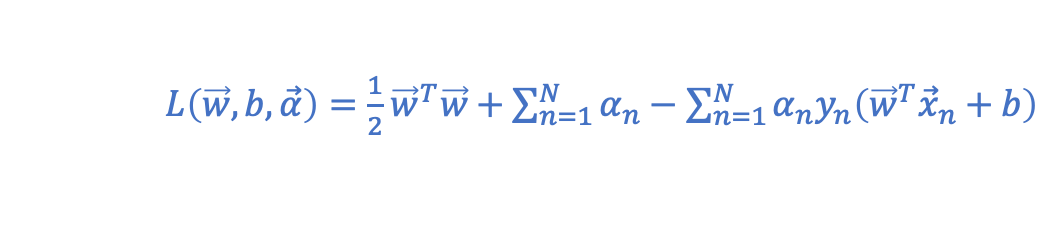 L(w⃗, b, α⃗) = ½ w⃗ᵀw⃗ + ∑ₙ₌₁ᴺ αₙ − ∑ₙ₌₁ᴺ αₙyₙ(w⃗ᵀx⃗ₙ + b)